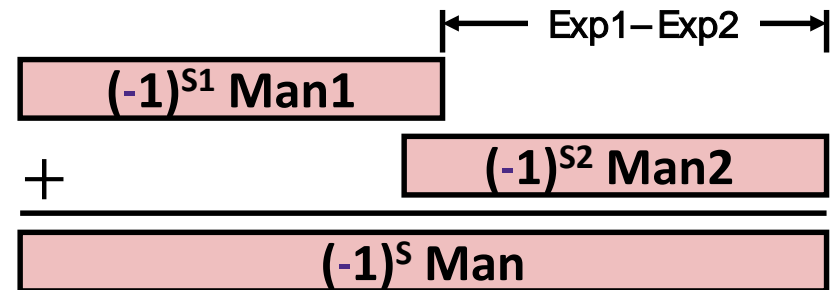 Exp1–Exp2
(-1)^S1 Man1
+
(-1)^S2 Man2
(-1)^S Man